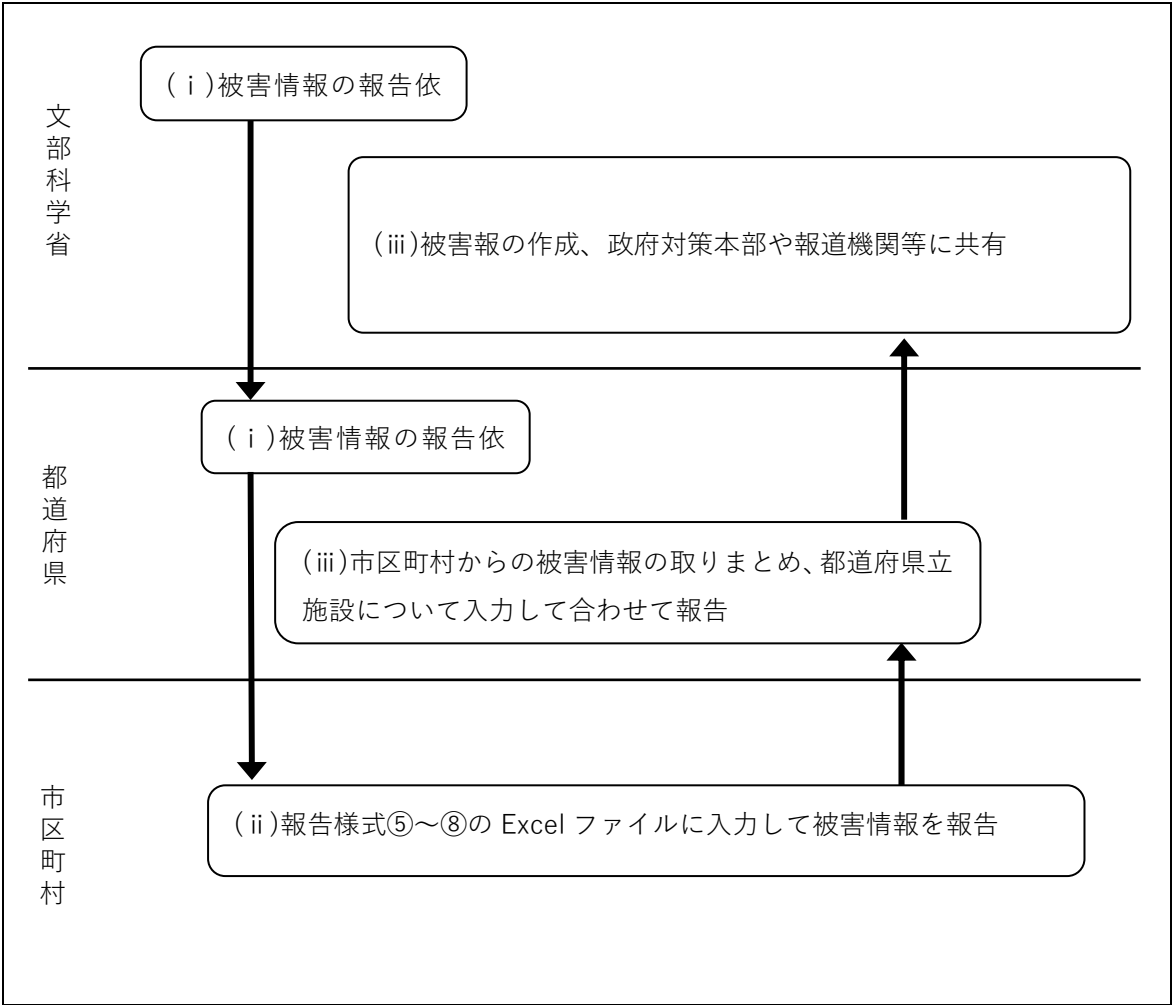 文部科学省
(ⅰ)被害情報の報告依
(ⅲ)被害報の作成、政府対策本部や報道機関等に共有
都道府県
(ⅰ)被害情報の報告依
(ⅲ)市区町村からの被害情報の取りまとめ、都道府県立
施設について入力して合わせて報告
市区町村
(ⅱ)報告様式⑤～⑧の Excel ファイルに入力して被害情報を報告